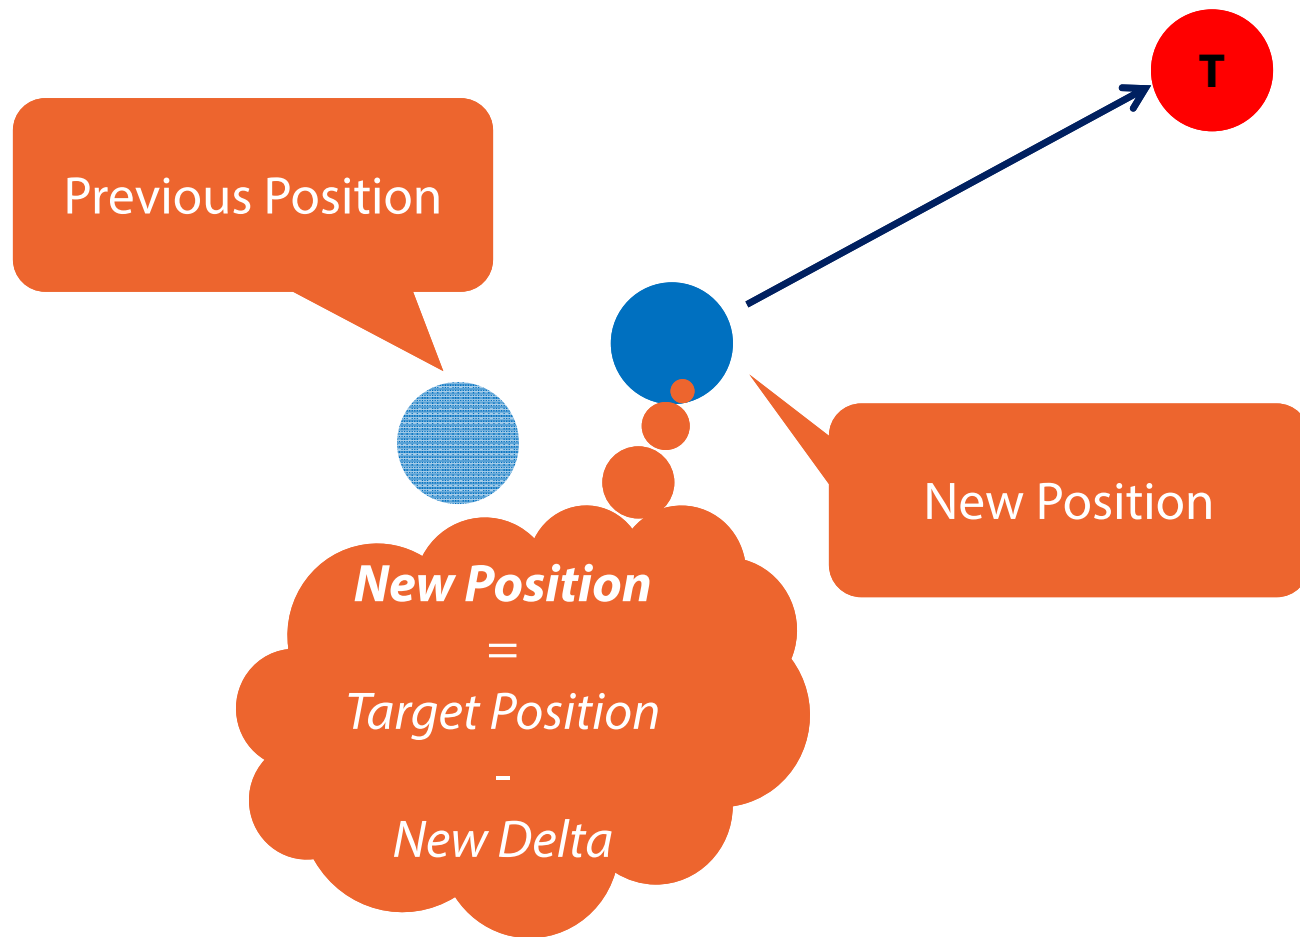 T
Previous Position
New Position
New Position
=
Target Position
-
New Delta